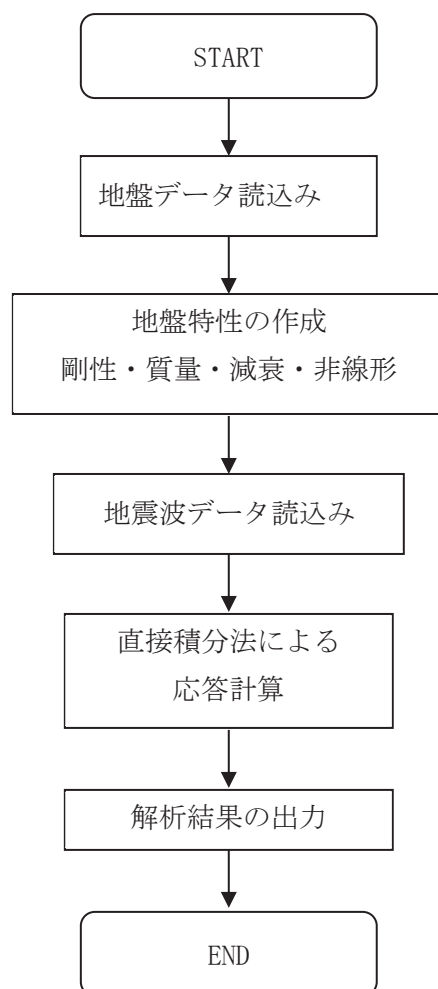 START
地盤データ読込み
地盤特性の作成
剛性・質量・減衰・非線形
地震波データ読込み
直接積分法による
応答計算
解析結果の出力
END